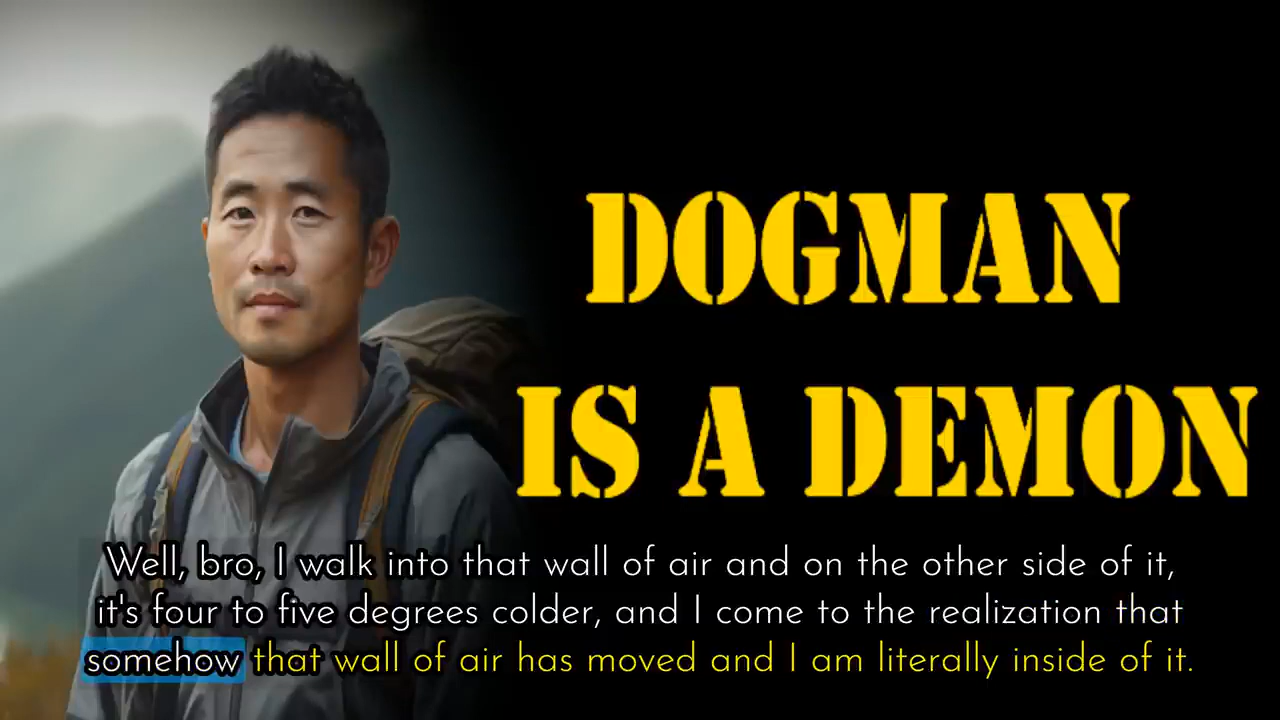 DOGMAN
IS A DEMON
Well, bro, I walk into that wall of air and on the other side of it,
it's four to five degrees colder, and I come to the realization that
somehow that wall of air has moved and I am literally inside of it.